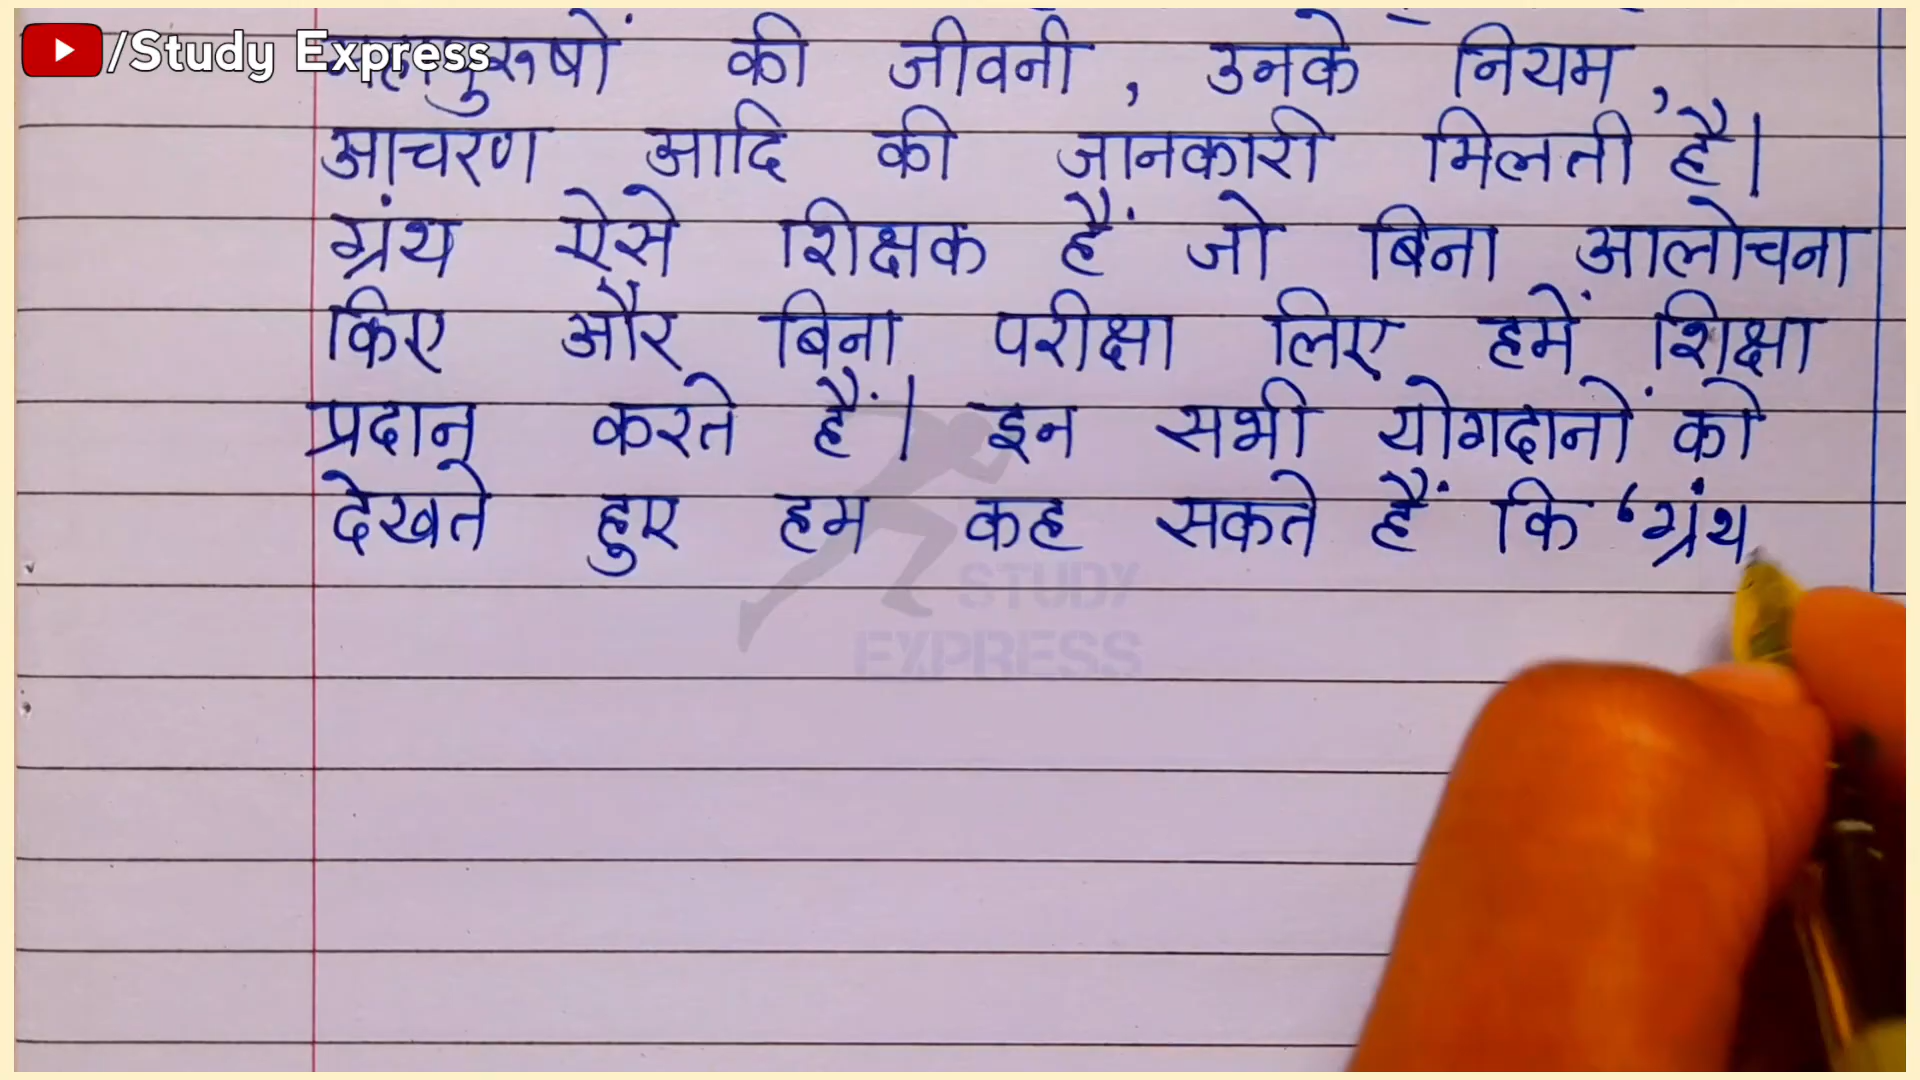 /Study Express
की जीवनी, उनके नियम,
आचरण आदि की जानकारी मिलती है।
ग्रंथ ऐसे शिक्षक हैं जो बिना आलोचना
किए और बिना परीक्षा लिए हमें शिक्षा
प्रदान करते हैं। इन सभी योगदानों को
देखते हुए हम कह सकते हैं कि ‘ग्रंथ
STUDY
EXPRESS